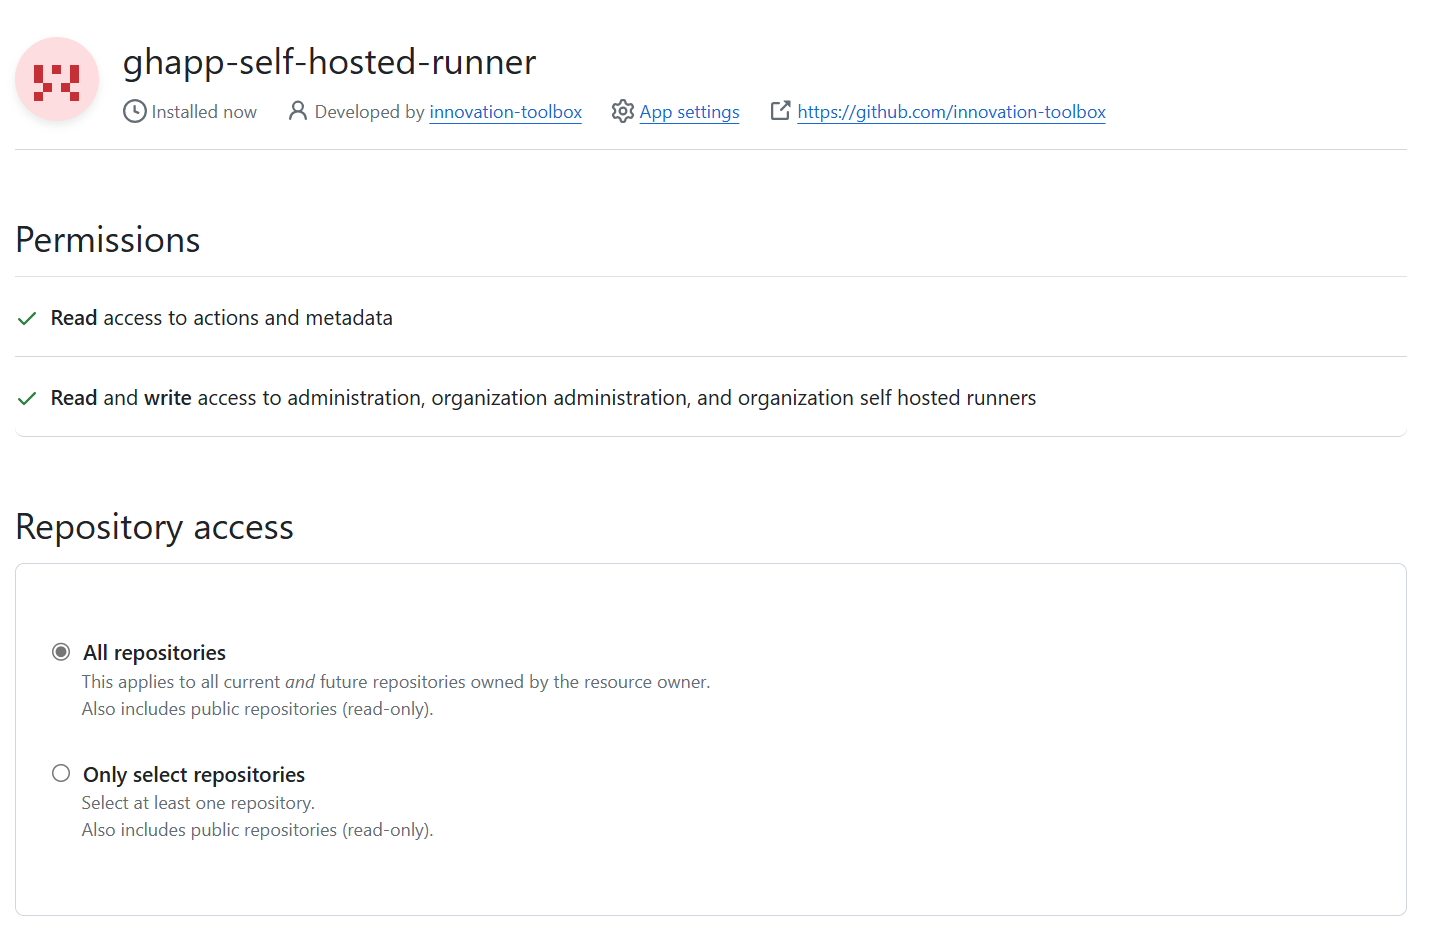 ghapp-self-hosted-runner
Installed now Developed by innovation-toolbox App settings https://github.com/innovation-toolbox
Permissions
Read access to actions and metadata
Read and write access to administration, organization administration, and organization self hosted runners
Repository access
All repositories
This applies to all current and future repositories owned by the resource owner.
Also includes public repositories (read-only).
Only select repositories
Select at least one repository.
Also includes public repositories (read-only).